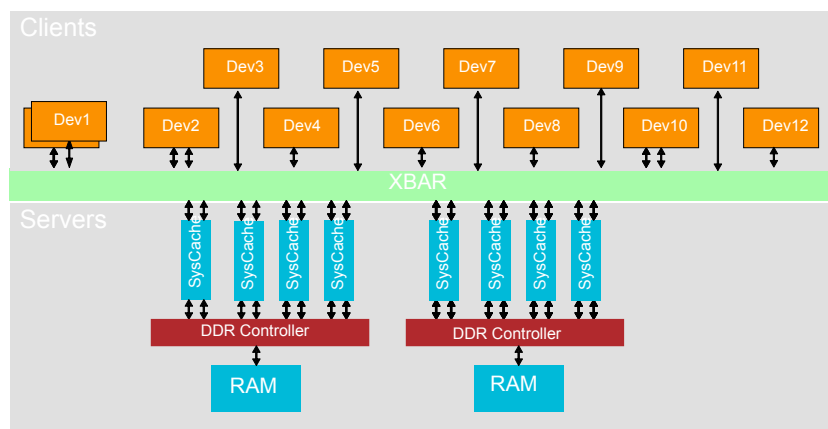 Clients
Dev3
Dev5
Dev7
Dev9
Dev11
Dev1
Dev2
Dev4
Dev6
Dev8
Dev10
Dev12
XBAR
Servers
SysCache
SysCache
SysCache
SysCache
SysCache
SysCache
SysCache
SysCache
DDR Controller
DDR Controller
RAM
RAM